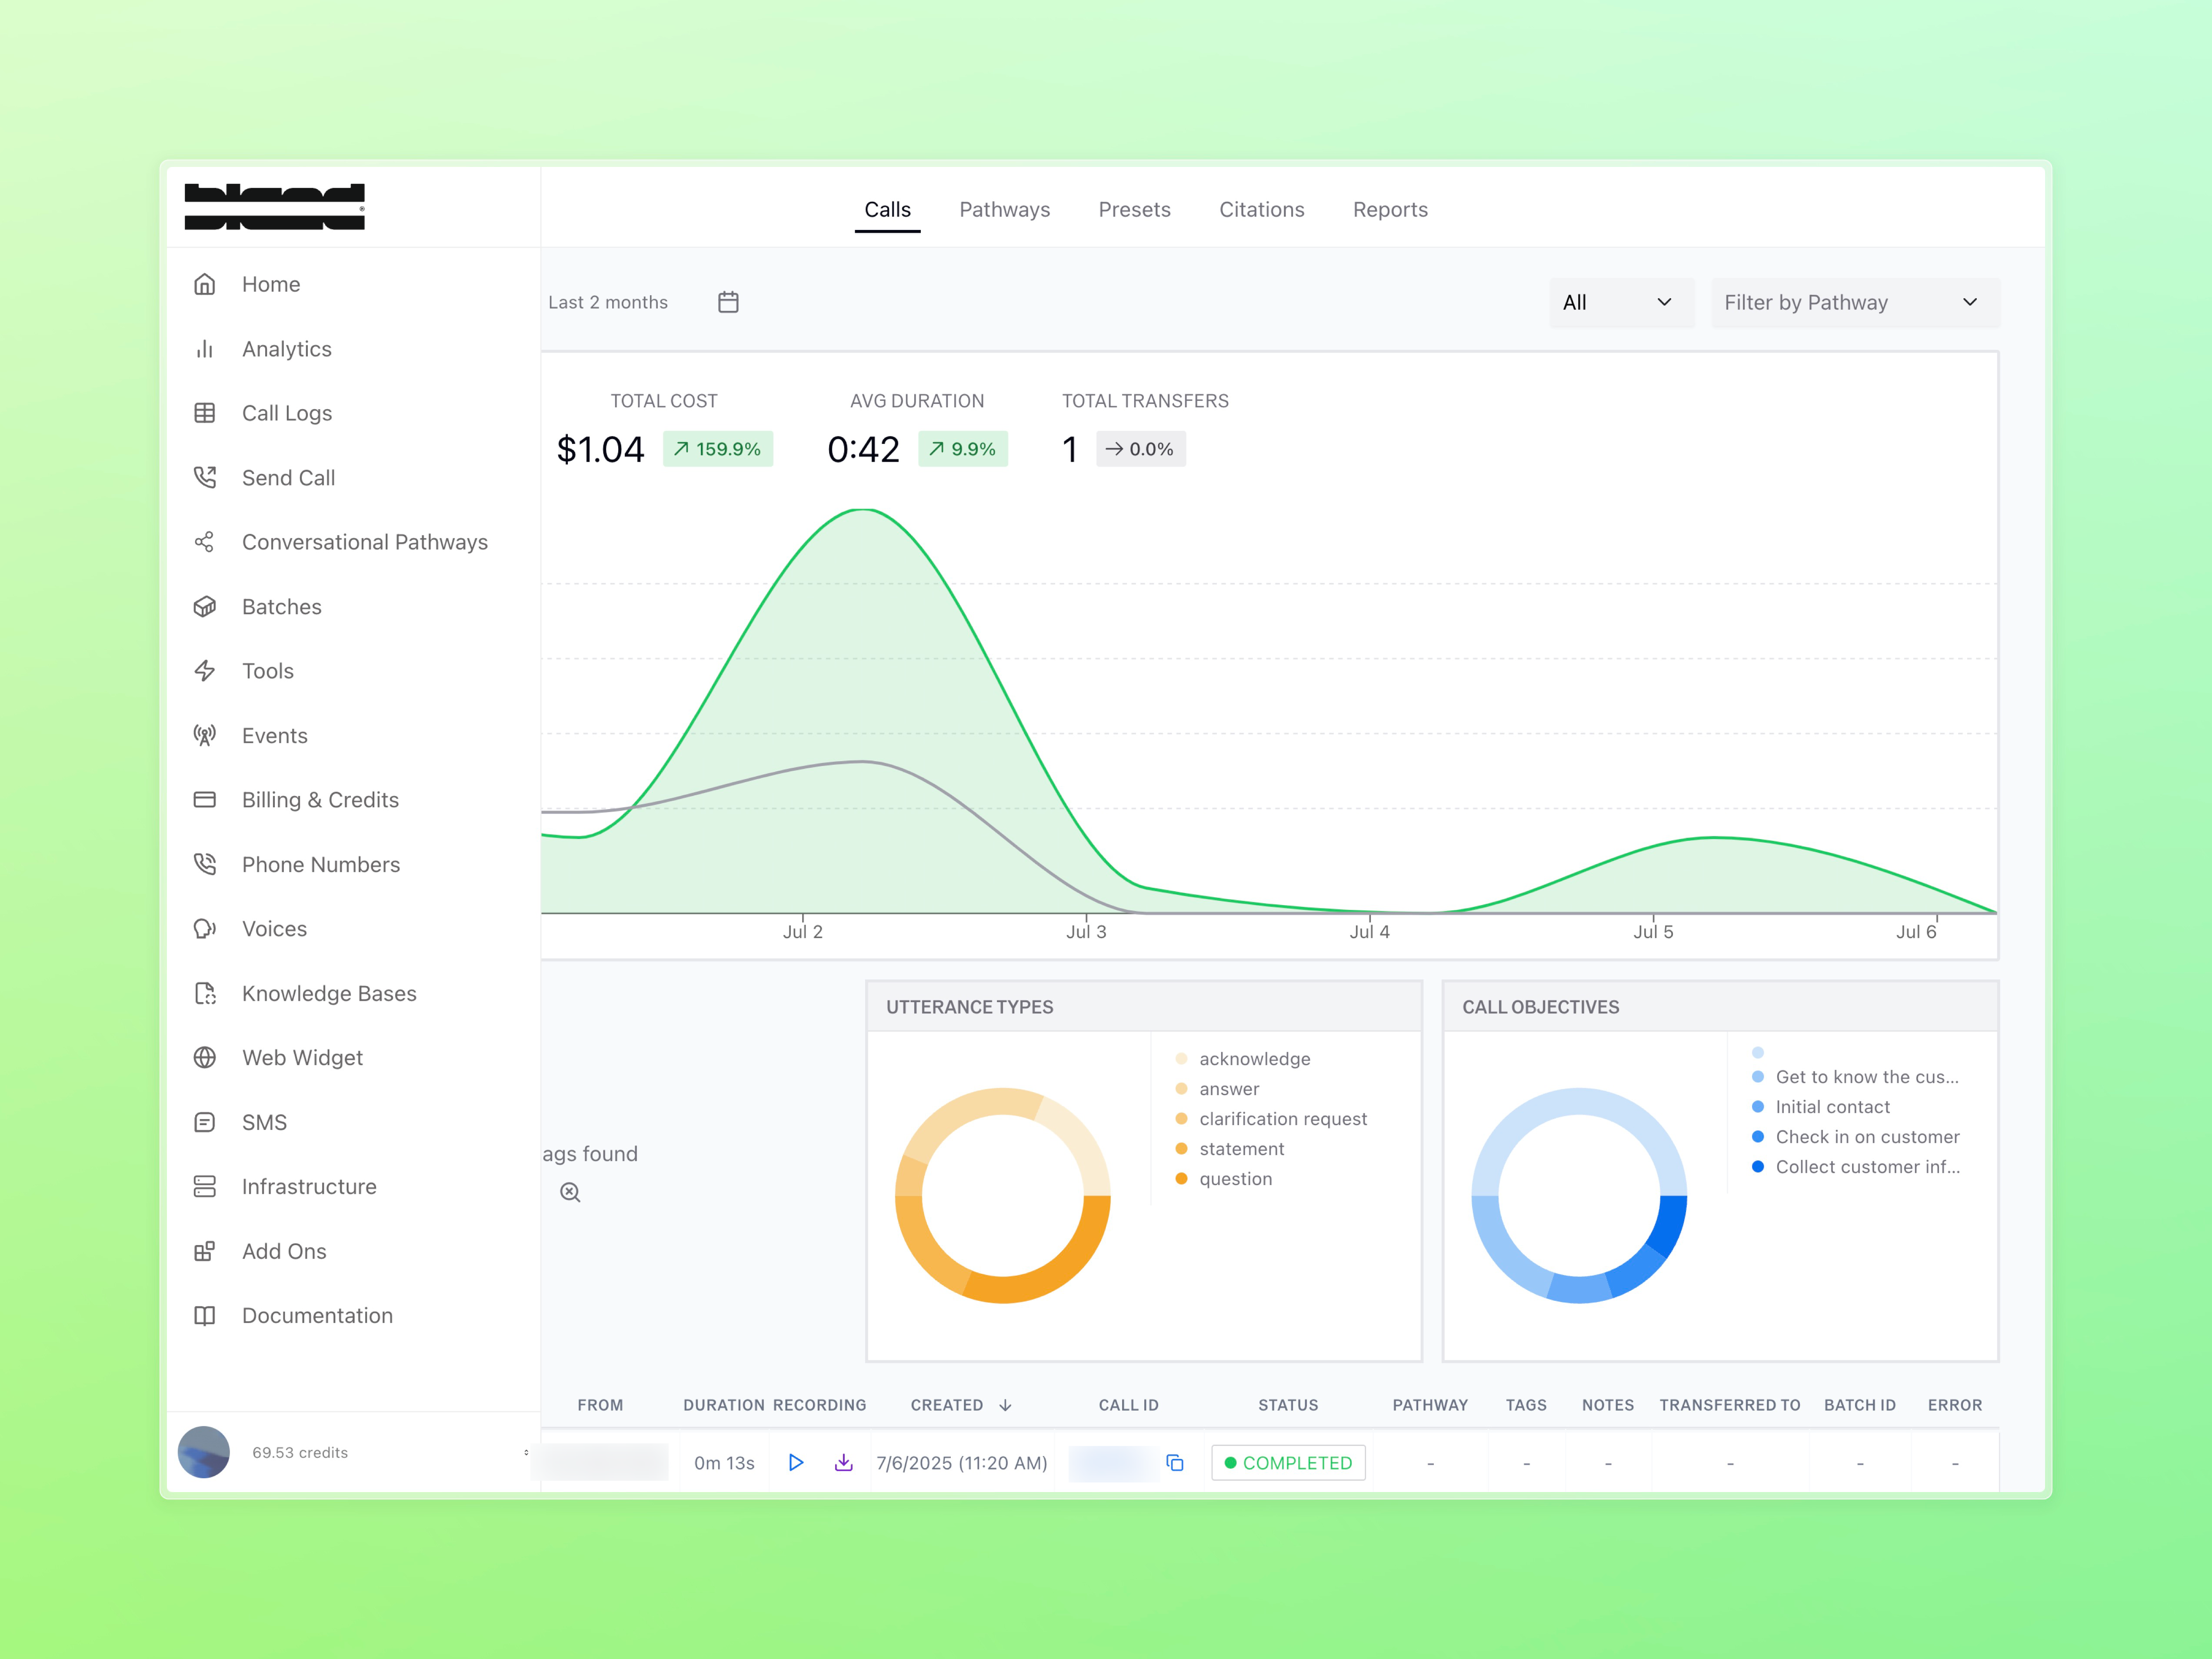 bland
Calls Pathways Presets Citations Reports
Home
Analytics
Call Logs
Send Call
Conversational Pathways
Batches
Tools
Events
Billing & Credits
Phone Numbers
Voices
Knowledge Bases
Web Widget
SMS
Infrastructure
Add Ons
Documentation
69.53 credits
Last 2 months
All
Filter by Pathway
TOTAL COST AVG DURATION TOTAL TRANSFERS
$1.04 159.9% 0:42 9.9% 1 0.0%
Jul 2 Jul 3 Jul 4 Jul 5 Jul 6
ags found
UTTERANCE TYPES
acknowledge
answer
clarification request
statement
question
CALL OBJECTIVES
Get to know the cus...
Initial contact
Check in on customer
Collect customer inf...
FROM DURATION RECORDING CREATED CALL ID STATUS PATHWAY TAGS NOTES TRANSFERRED TO BATCH ID ERROR
0m 13s 7/6/2025 (11:20 AM) COMPLETED - - - - - -